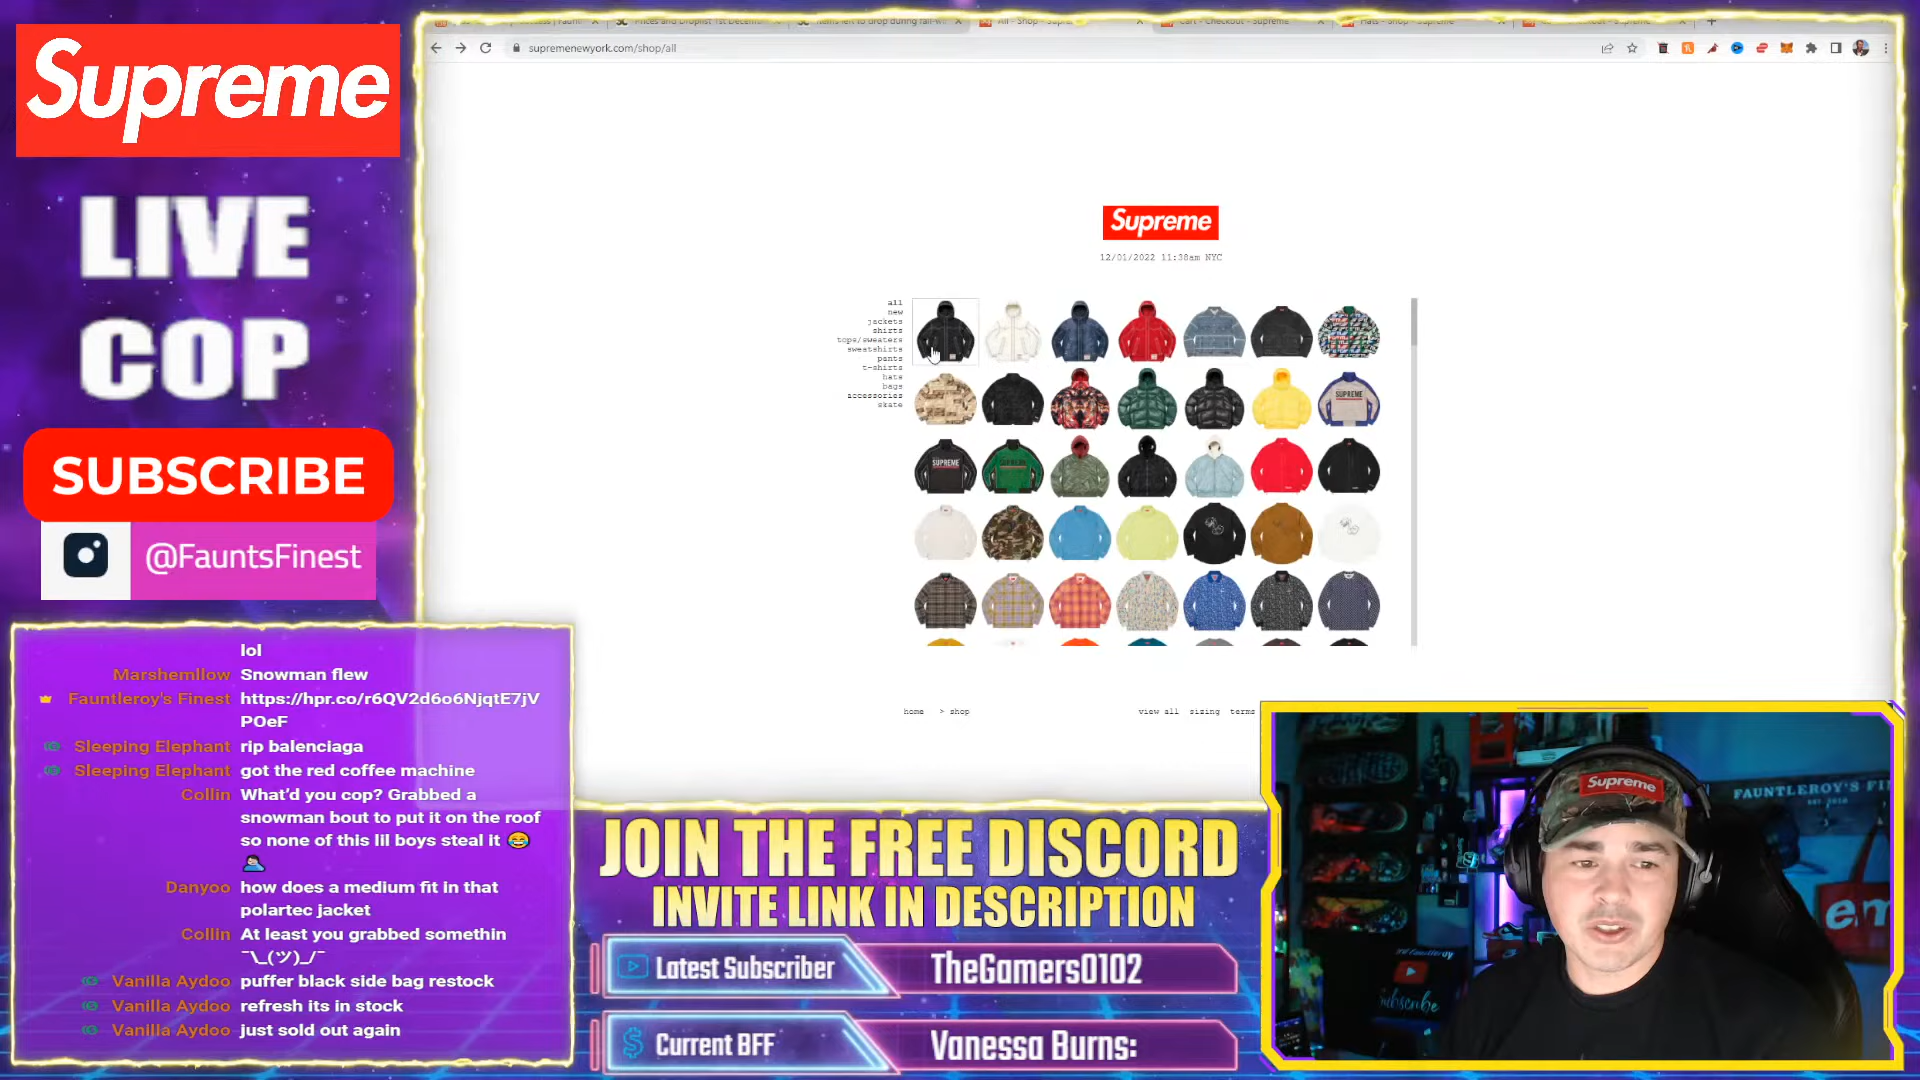 Supreme
LIVE
COP
SUBSCRIBE
@FauntsFinest
supremenewyork.com/shop/all
Supreme
12/01/2022 11:38am NYC
all
new
jackets
shirts
tops/sweaters
sweatshirts
pants
t-shirts
hats
bags
accessories
skate
SUPREME
SUPREME
home > shop
view all sizing terms
lol
Marshemllow Snowman flew
Fauntleroy's Finest https://hpr.co/r6QV2d6o6NjqtE7jV
POeF
Sleeping Elephant rip balenciaga
Sleeping Elephant got the red coffee machine
Collin What'd you cop? Grabbed a
snowman bout to put it on the roof
so none of this lil boys steal it 😂
🤦
Danyoo how does a medium fit in that
polartec jacket
Collin At least you grabbed somethin
¯\_(ツ)_/¯
Vanilla Aydoo puffer black side bag restock
Vanilla Aydoo refresh its in stock
Vanilla Aydoo just sold out again
JOIN THE FREE DISCORD
INVITE LINK IN DESCRIPTION
Latest Subscriber TheGamers0102
Current BFF Vanessa Burns:
Supreme
FAUNTLEROY'S FI
Subscribe
em